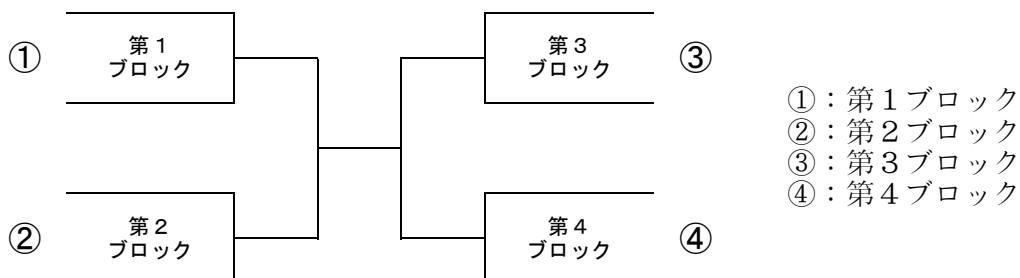 ①
第1
ブロック
第3
ブロック
③
②
第2
ブロック
第4
ブロック
④
①：第１ブロック
②：第２ブロック
③：第３ブロック
④：第４ブロック